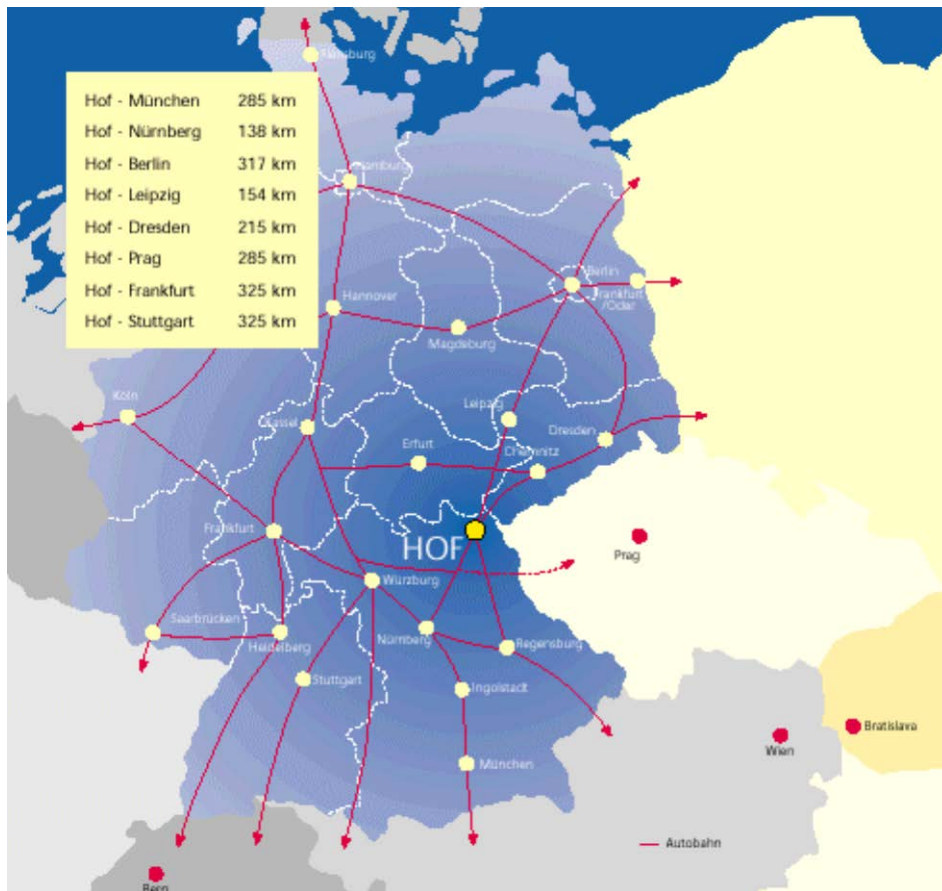 Flensburg
Hof - München 285 km
Hof - Nürnberg 138 km
Hof - Berlin 317 km
Hof - Leipzig 154 km
Hof - Dresden 215 km
Hof - Prag 285 km
Hof - Frankfurt 325 km
Hof - Stuttgart 325 km
Hamburg
Berlin
Frankfurt
/Oder
Hannover
Magdeburg
Köln
Leipzig
Kassel
Dresden
Erfurt
Chemnitz
Frankfurt
HOF
Prag
Würzburg
Saarbrücken
Nürnberg
Heidelberg
Regensburg
Stuttgart
Ingolstadt
Bratislava
Wien
München
Autobahn
Bern